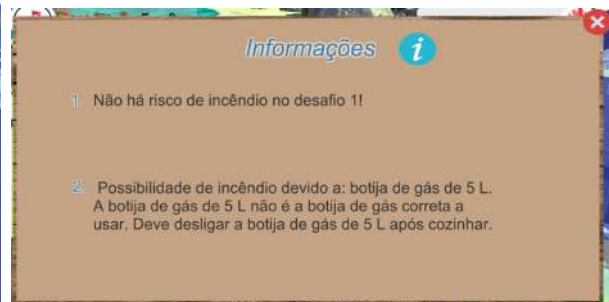 Informações i
1. Não há risco de incêndio no desafio 1!
2. Possibilidade de incêndio devido a: botija de gás de 5 L.
A botija de gás de 5 L não é a botija de gás correta a
usar. Deve desligar a botija de gás de 5 L após cozinhar.